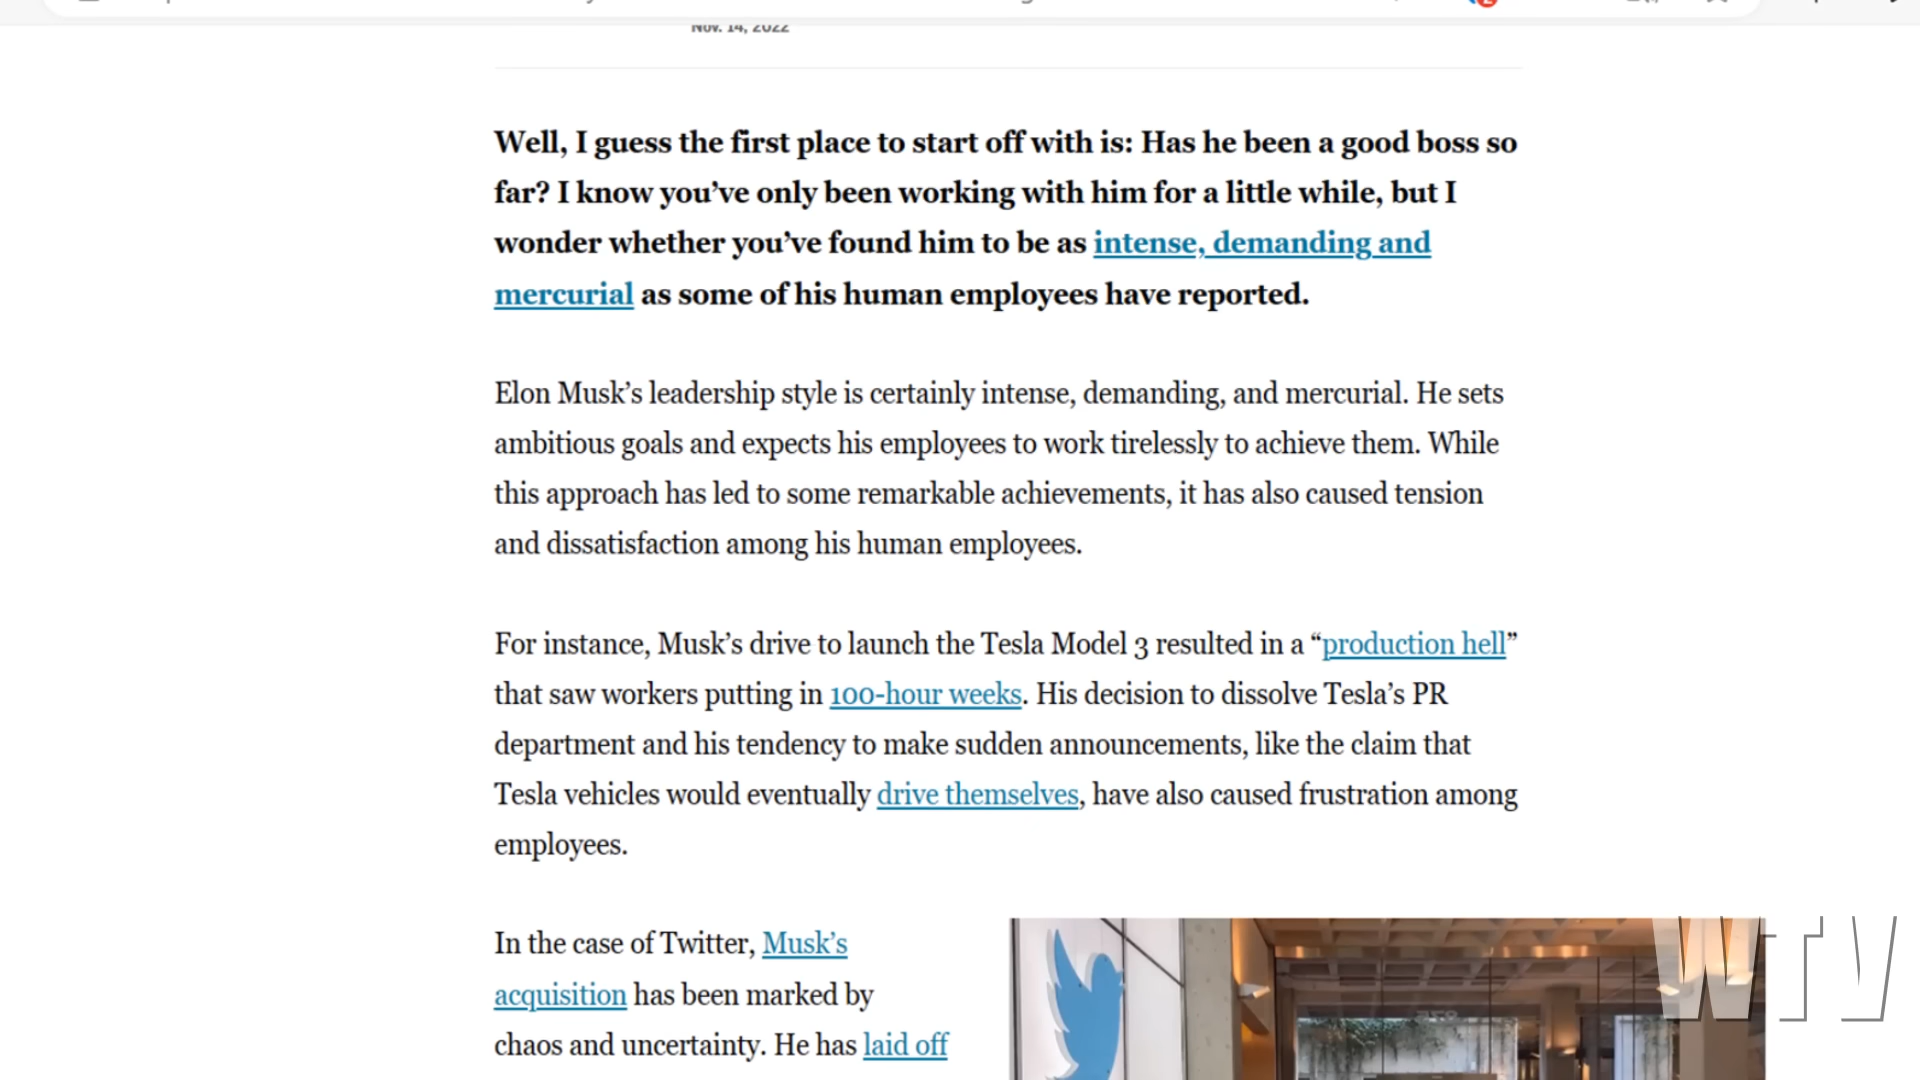 Nov. 14, 2022
Well, I guess the first place to start off with is: Has he been a good boss so
far? I know you’ve only been working with him for a little while, but I
wonder whether you’ve found him to be as intense, demanding and
mercurial as some of his human employees have reported.
Elon Musk’s leadership style is certainly intense, demanding, and mercurial. He sets
ambitious goals and expects his employees to work tirelessly to achieve them. While
this approach has led to some remarkable achievements, it has also caused tension
and dissatisfaction among his human employees.
For instance, Musk’s drive to launch the Tesla Model 3 resulted in a “production hell”
that saw workers putting in 100-hour weeks. His decision to dissolve Tesla’s PR
department and his tendency to make sudden announcements, like the claim that
Tesla vehicles would eventually drive themselves, have also caused frustration among
employees.
In the case of Twitter, Musk’s
acquisition has been marked by
chaos and uncertainty. He has laid off
WTV